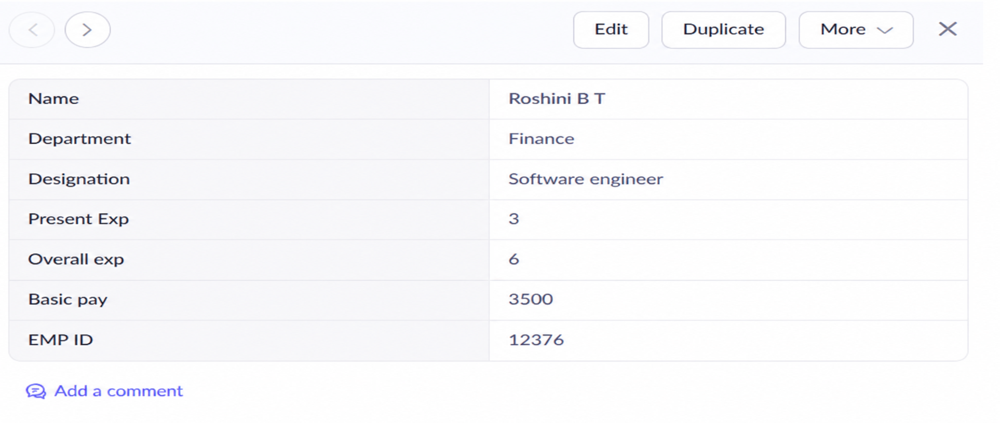 Edit Duplicate More
Name Roshini B T
Department Finance
Designation Software engineer
Present Exp 3
Overall exp 6
Basic pay 3500
EMP ID 12376
Add a comment